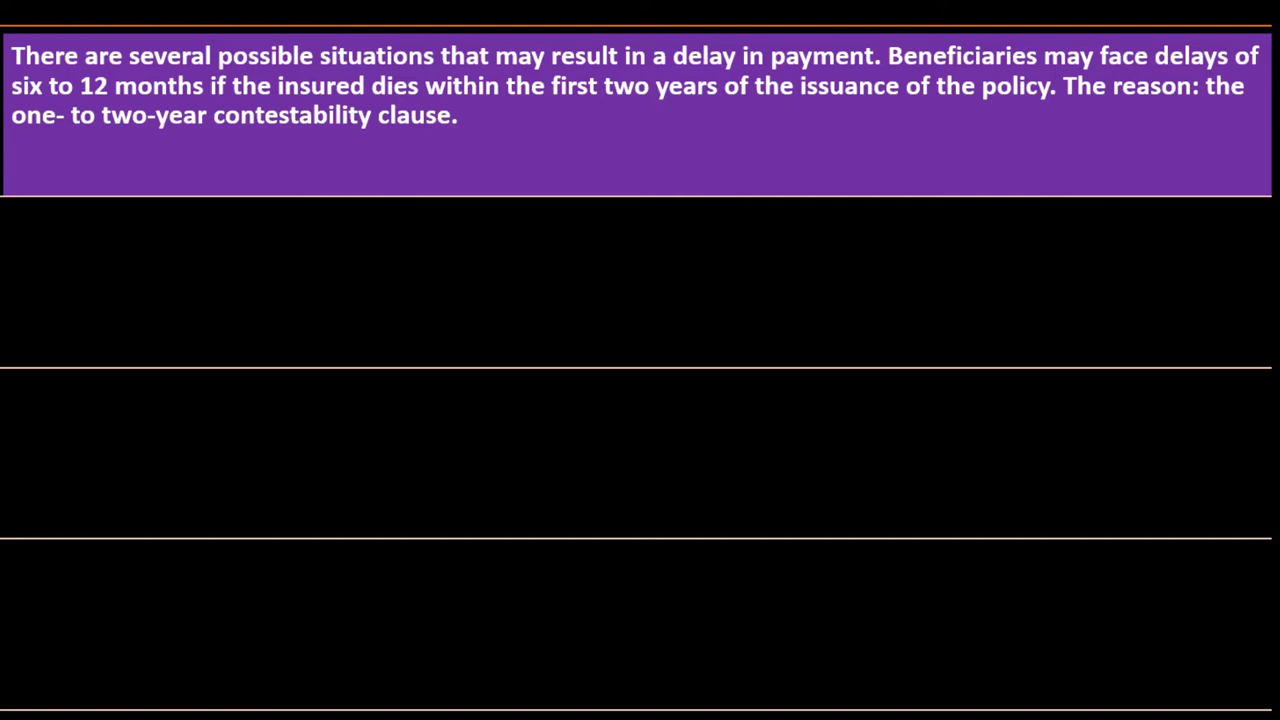 There are several possible situations that may result in a delay in payment. Beneficiaries may face delays of
six to 12 months if the insured dies within the first two years of the issuance of the policy. The reason: the
one- to two-year contestability clause.